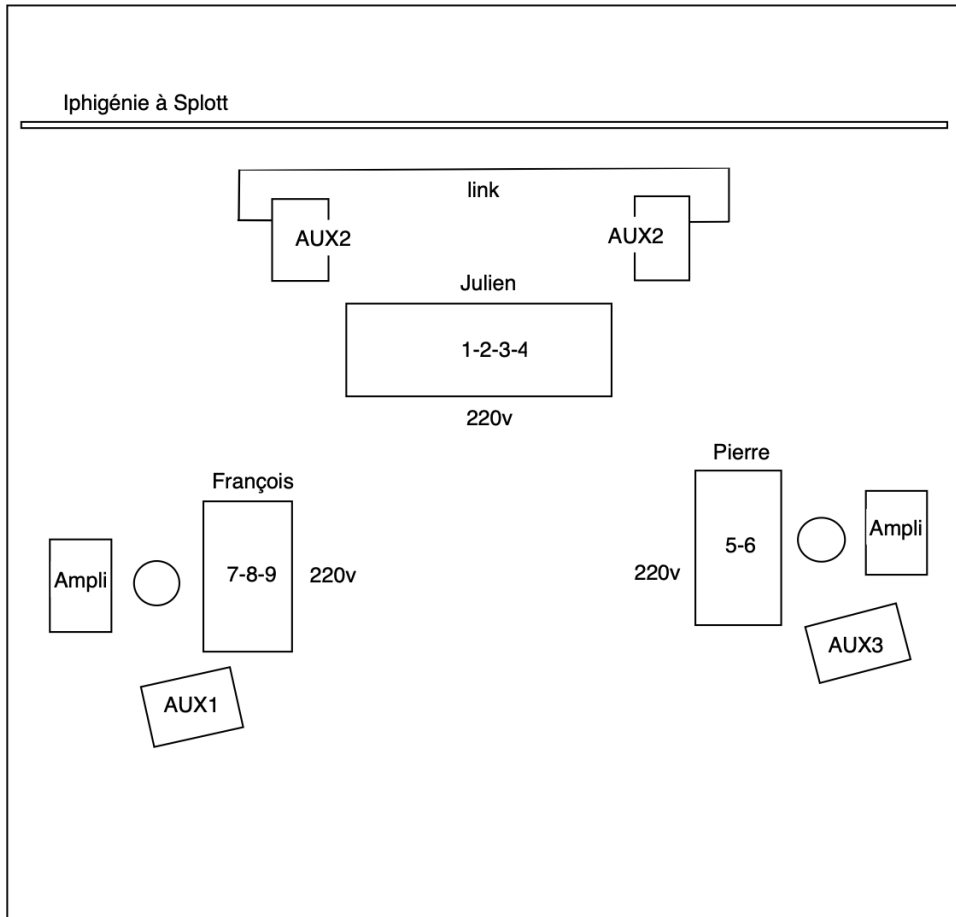 Iphigénie à Splott
link
AUX2
AUX2
Julien
1-2-3-4
220v
Pierre
François
Ampli
5-6
220v
Ampli
7-8-9
220v
AUX3
AUX1